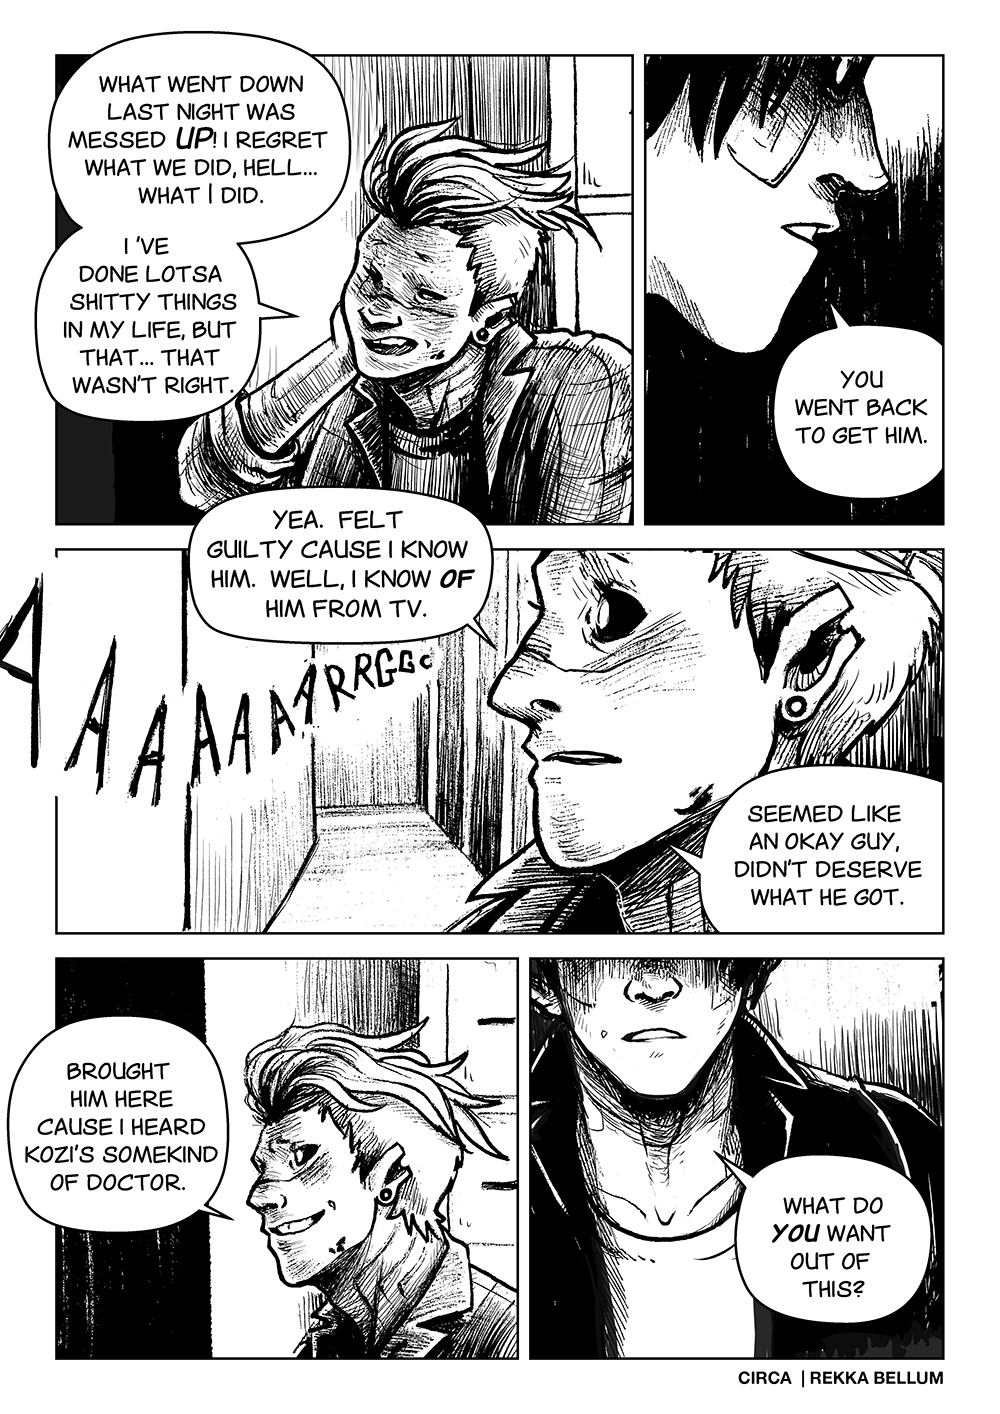 WHAT WENT DOWN
LAST NIGHT WAS
MESSED UP! I REGRET
WHAT WE DID, HELL...
WHAT I DID.
I 'VE
DONE LOTSA
SHITTY THINGS
IN MY LIFE, BUT
THAT... THAT
WASN'T RIGHT.
YOU
WENT BACK
TO GET HIM.
YEA. FELT
GUILTY CAUSE I KNOW
HIM. WELL, I KNOW OF
HIM FROM TV.
AAAAAAARRGGG
SEEMED LIKE
AN OKAY GUY,
DIDN'T DESERVE
WHAT HE GOT.
BROUGHT
HIM HERE
CAUSE I HEARD
KOZI'S SOMEKIND
OF DOCTOR.
WHAT DO
YOU WANT
OUT OF
THIS?
CIRCA | REKKA BELLUM